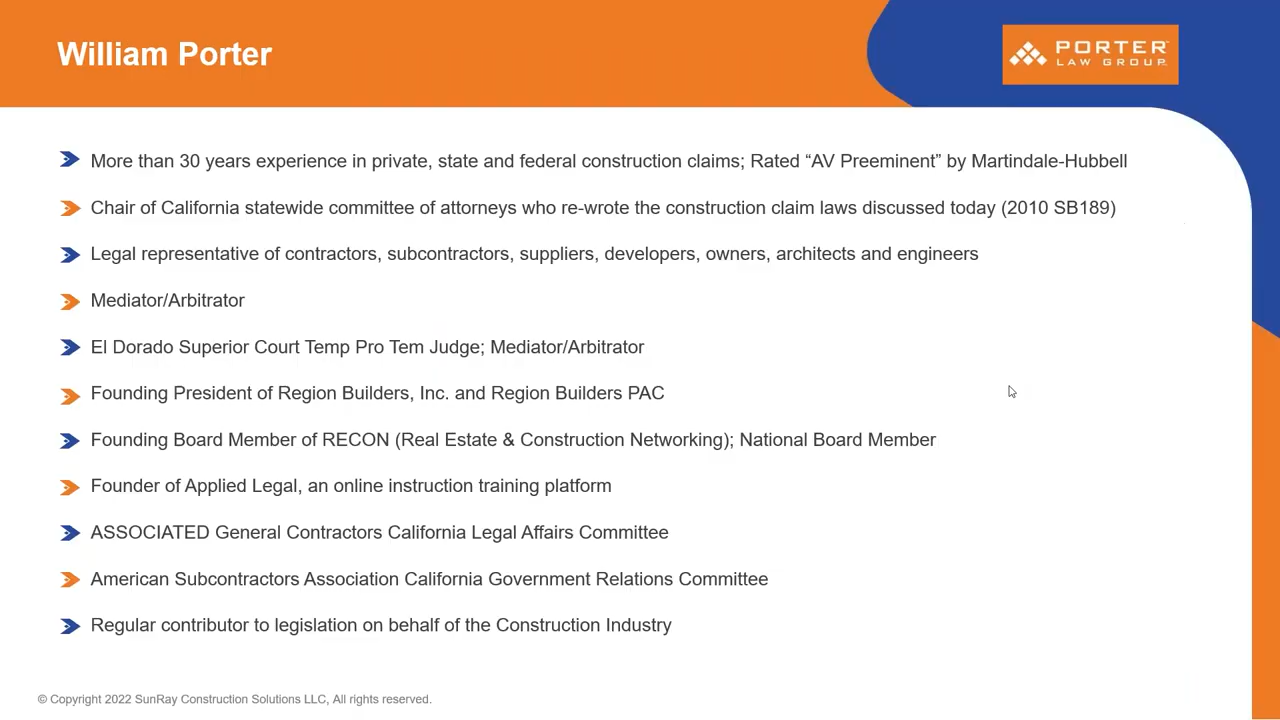 William Porter
PORTER
LAW GROUP
More than 30 years experience in private, state and federal construction claims; Rated “AV Preeminent” by Martindale-Hubbell
Chair of California statewide committee of attorneys who re-wrote the construction claim laws discussed today (2010 SB189)
Legal representative of contractors, subcontractors, suppliers, developers, owners, architects and engineers
Mediator/Arbitrator
El Dorado Superior Court Temp Pro Tem Judge; Mediator/Arbitrator
Founding President of Region Builders, Inc. and Region Builders PAC
Founding Board Member of RECON (Real Estate & Construction Networking); National Board Member
Founder of Applied Legal, an online instruction training platform
ASSOCIATED General Contractors California Legal Affairs Committee
American Subcontractors Association California Government Relations Committee
Regular contributor to legislation on behalf of the Construction Industry
© Copyright 2022 SunRay Construction Solutions LLC, All rights reserved.